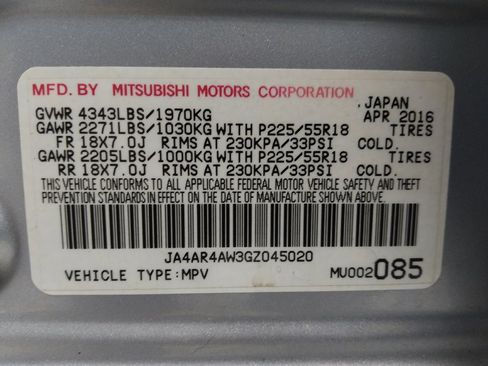 MFD. BY MITSUBISHI MOTORS CORPORATION
, JAPAN
GVWR 4343LBS/1970KG APR 2016
GAWR 2271LBS/1030KG WITH P225/55R18 TIRES
FR 18X7.0J RIMS AT 230KPA/33PSI COLD.
GAWR 2205LBS/1000KG WITH P225/55R18 TIRES
RR 18X7.0J RIMS AT 230KPA/33PSI COLD.
THIS VEHICLE CONFORMS TO ALL APPLICABLE FEDERAL MOTOR VEHICLE SAFETY AND THEFT
PREVENTION STANDARDS IN EFFECT ON THE DATE OF MANUFACTURE SHOWN ABOVE.
JA4AR4AW3GZ045020
VEHICLE TYPE:MPV MU002085